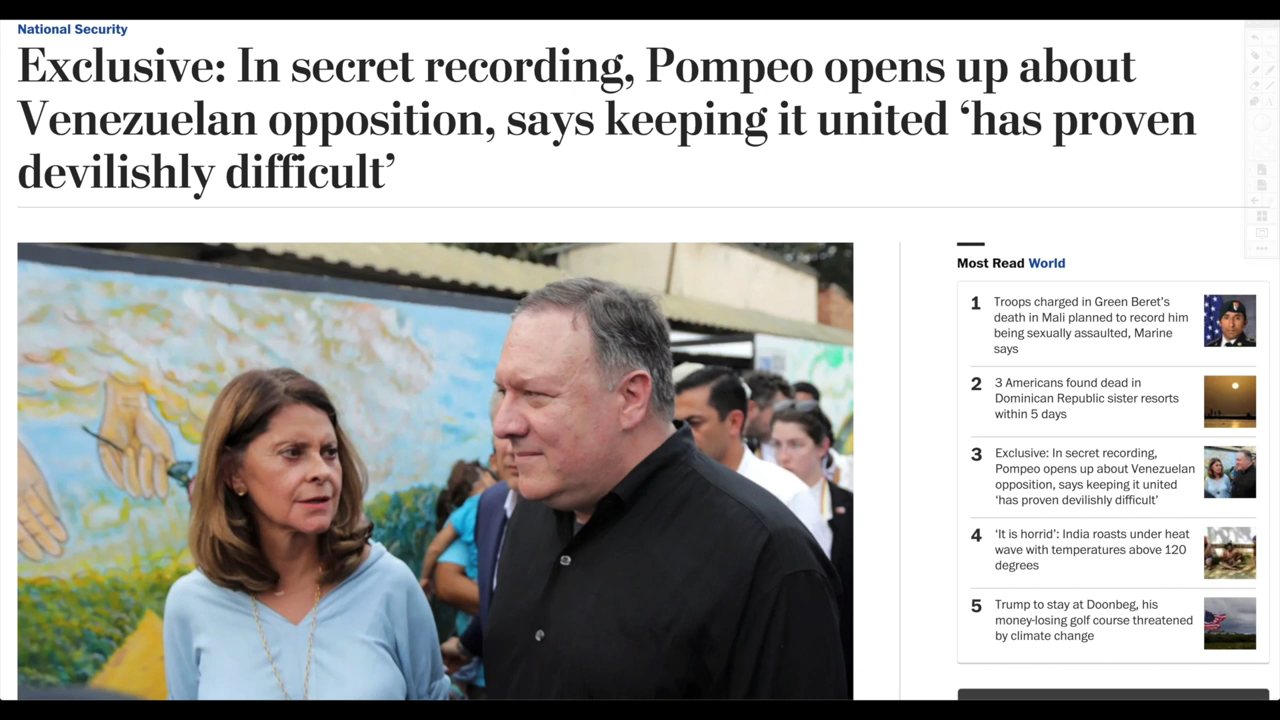 National Security
Exclusive: In secret recording, Pompeo opens up about
Venezuelan opposition, says keeping it united ‘has proven
devilishly difficult’
Most Read World
1
Troops charged in Green Beret’s
death in Mali planned to record him
being sexually assaulted, Marine
says
2
3 Americans found dead in
Dominican Republic sister resorts
within 5 days
3
Exclusive: In secret recording,
Pompeo opens up about Venezuelan
opposition, says keeping it united
‘has proven devilishly difficult’
4
‘It is horrid’: India roasts under heat
wave with temperatures above 120
degrees
5
Trump to stay at Doonbeg, his
money-losing golf course threatened
by climate change